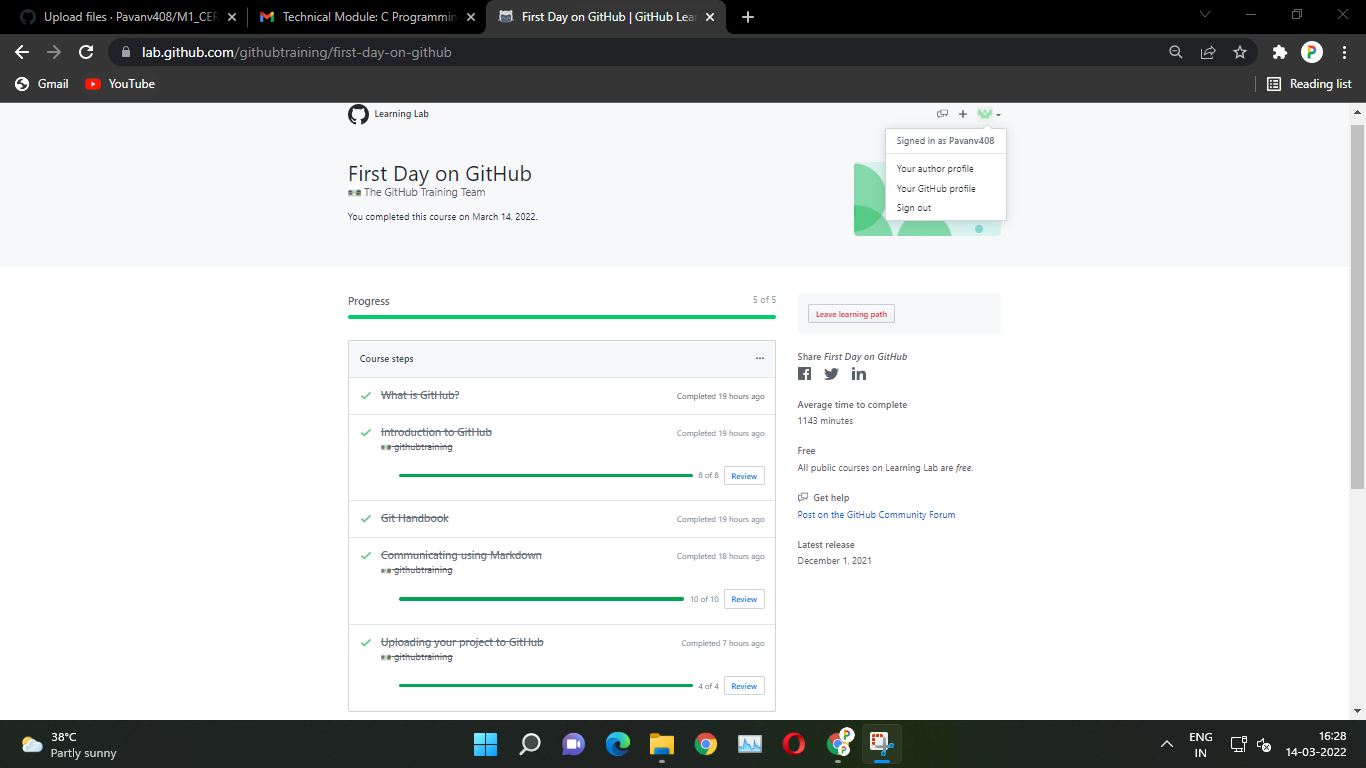 Upload files · Pavanv408/M1_CER
Technical Module: C Programmin
First Day on GitHub | GitHub Lear
lab.github.com/githubtraining/first-day-on-github
P
Gmail
YouTube
Reading list
Learning Lab
Signed in as Pavanv408
Your author profile
Your GitHub profile
Sign out
First Day on GitHub
The GitHub Training Team
You completed this course on March 14, 2022.
Progress
5 of 5
Course steps
What is GitHub?
Completed 19 hours ago
Introduction to GitHub
Completed 19 hours ago
githubtraining
8 of 8
Review
Git Handbook
Completed 19 hours ago
Communicating using Markdown
Completed 18 hours ago
githubtraining
10 of 10
Review
Uploading your project to GitHub
Completed 7 hours ago
githubtraining
4 of 4
Review
Leave learning path
Share First Day on GitHub
Average time to complete
1143 minutes
Free
All public courses on Learning Lab are free.
Get help
Post on the GitHub Community Forum
Latest release
December 1, 2021
38°C
Partly sunny
P
P
ENG
IN
16:28
14-03-2022